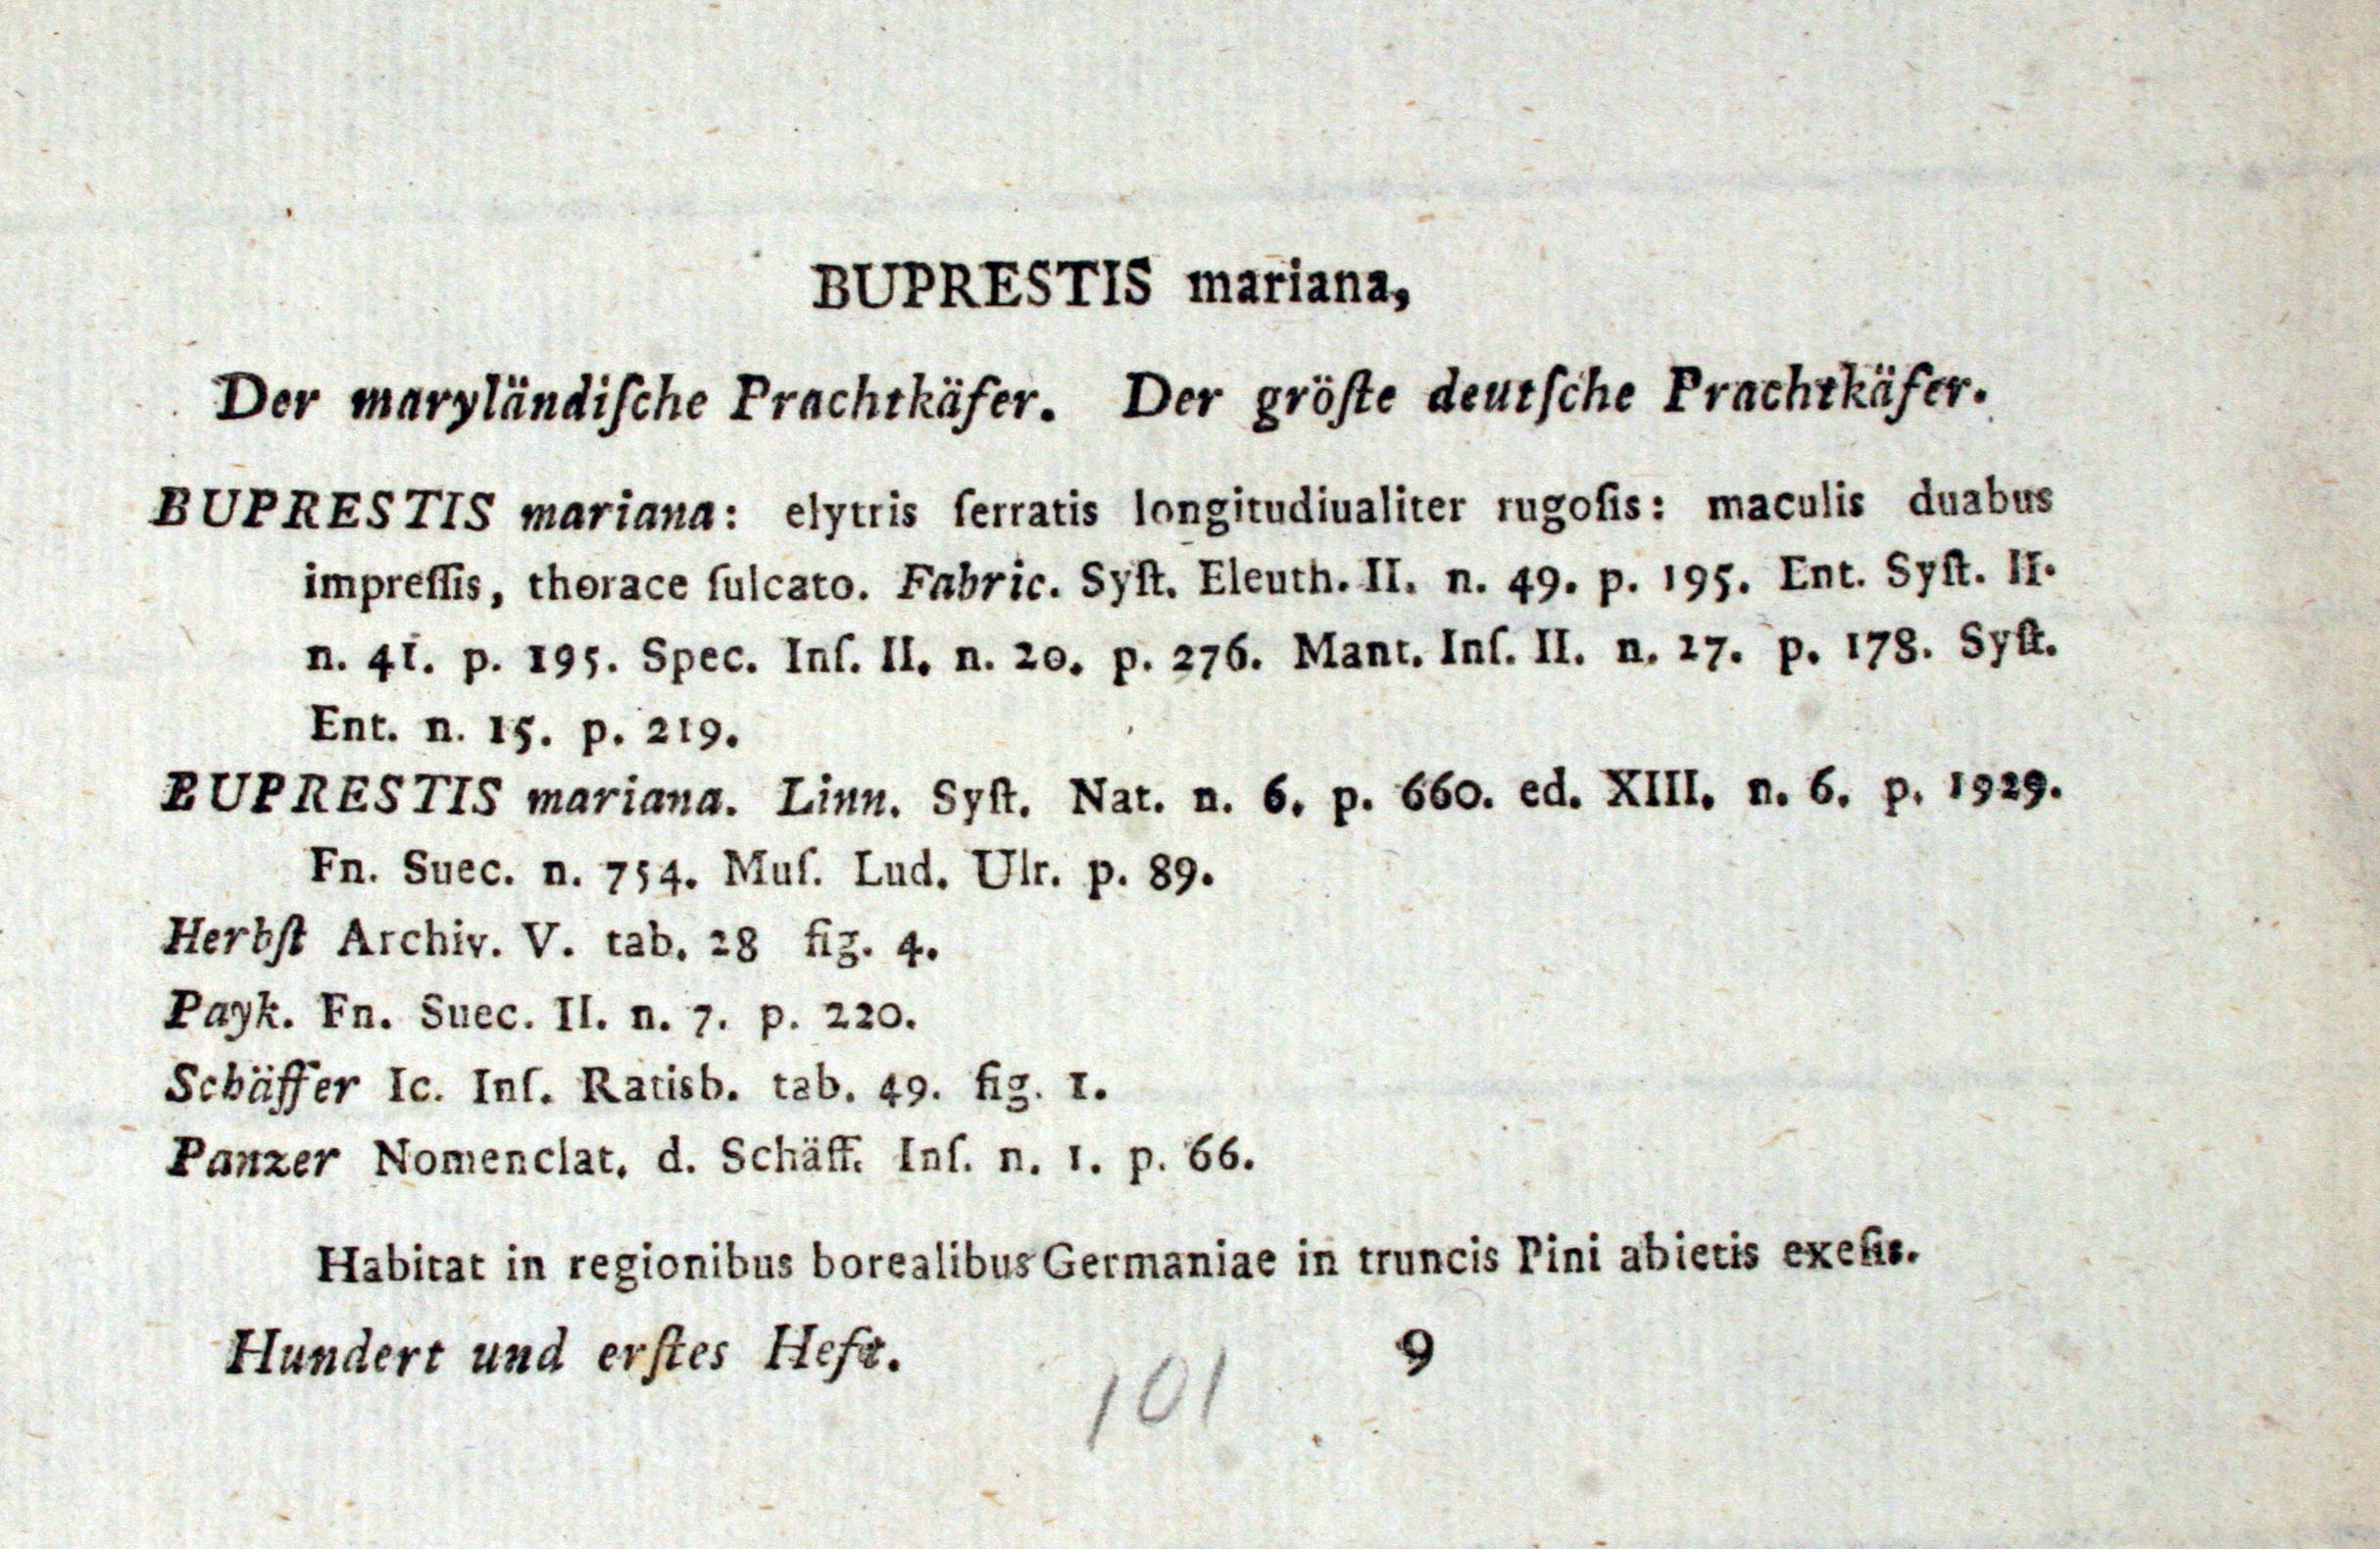 BUPRESTIS mariana,
Der maryländiſche Prachtkäfer. Der gröſte deutſche Prachtkäfer.
BUPRESTIS mariana: elytris ſerratis longitudiualiter rugoſis: maculis duabus
impreſſis, thorace ſulcato. Fabric. Syſt. Eleuth. II. n. 49. p. 195. Ent. Syſt. II.
n. 41. p. 195. Spec. Inſ. II. n. 20. p. 276. Mant. Inſ. II. n. 27. p. 178. Syſt.
Ent. n. 15. p. 219.
BUPRESTIS mariana. Linn. Syſt. Nat. n. 6. p. 660. ed. XIII. n. 6. p. 1929.
Fn. Suec. n. 754. Muſ. Lud. Ulr. p. 89.
Herbſt Archiv. V. tab. 28 fig. 4.
Payk. Fn. Suec. II. n. 7. p. 220.
Schäffer Ic. Inſ. Ratisb. tab. 49. fig. 1.
Panzer Nomenclat. d. Schäff. Inſ. n. 1. p. 66.
Habitat in regionibus borealibus Germaniae in truncis Pini abietis exeſis.
Hundert und erſtes Heft. 9
101